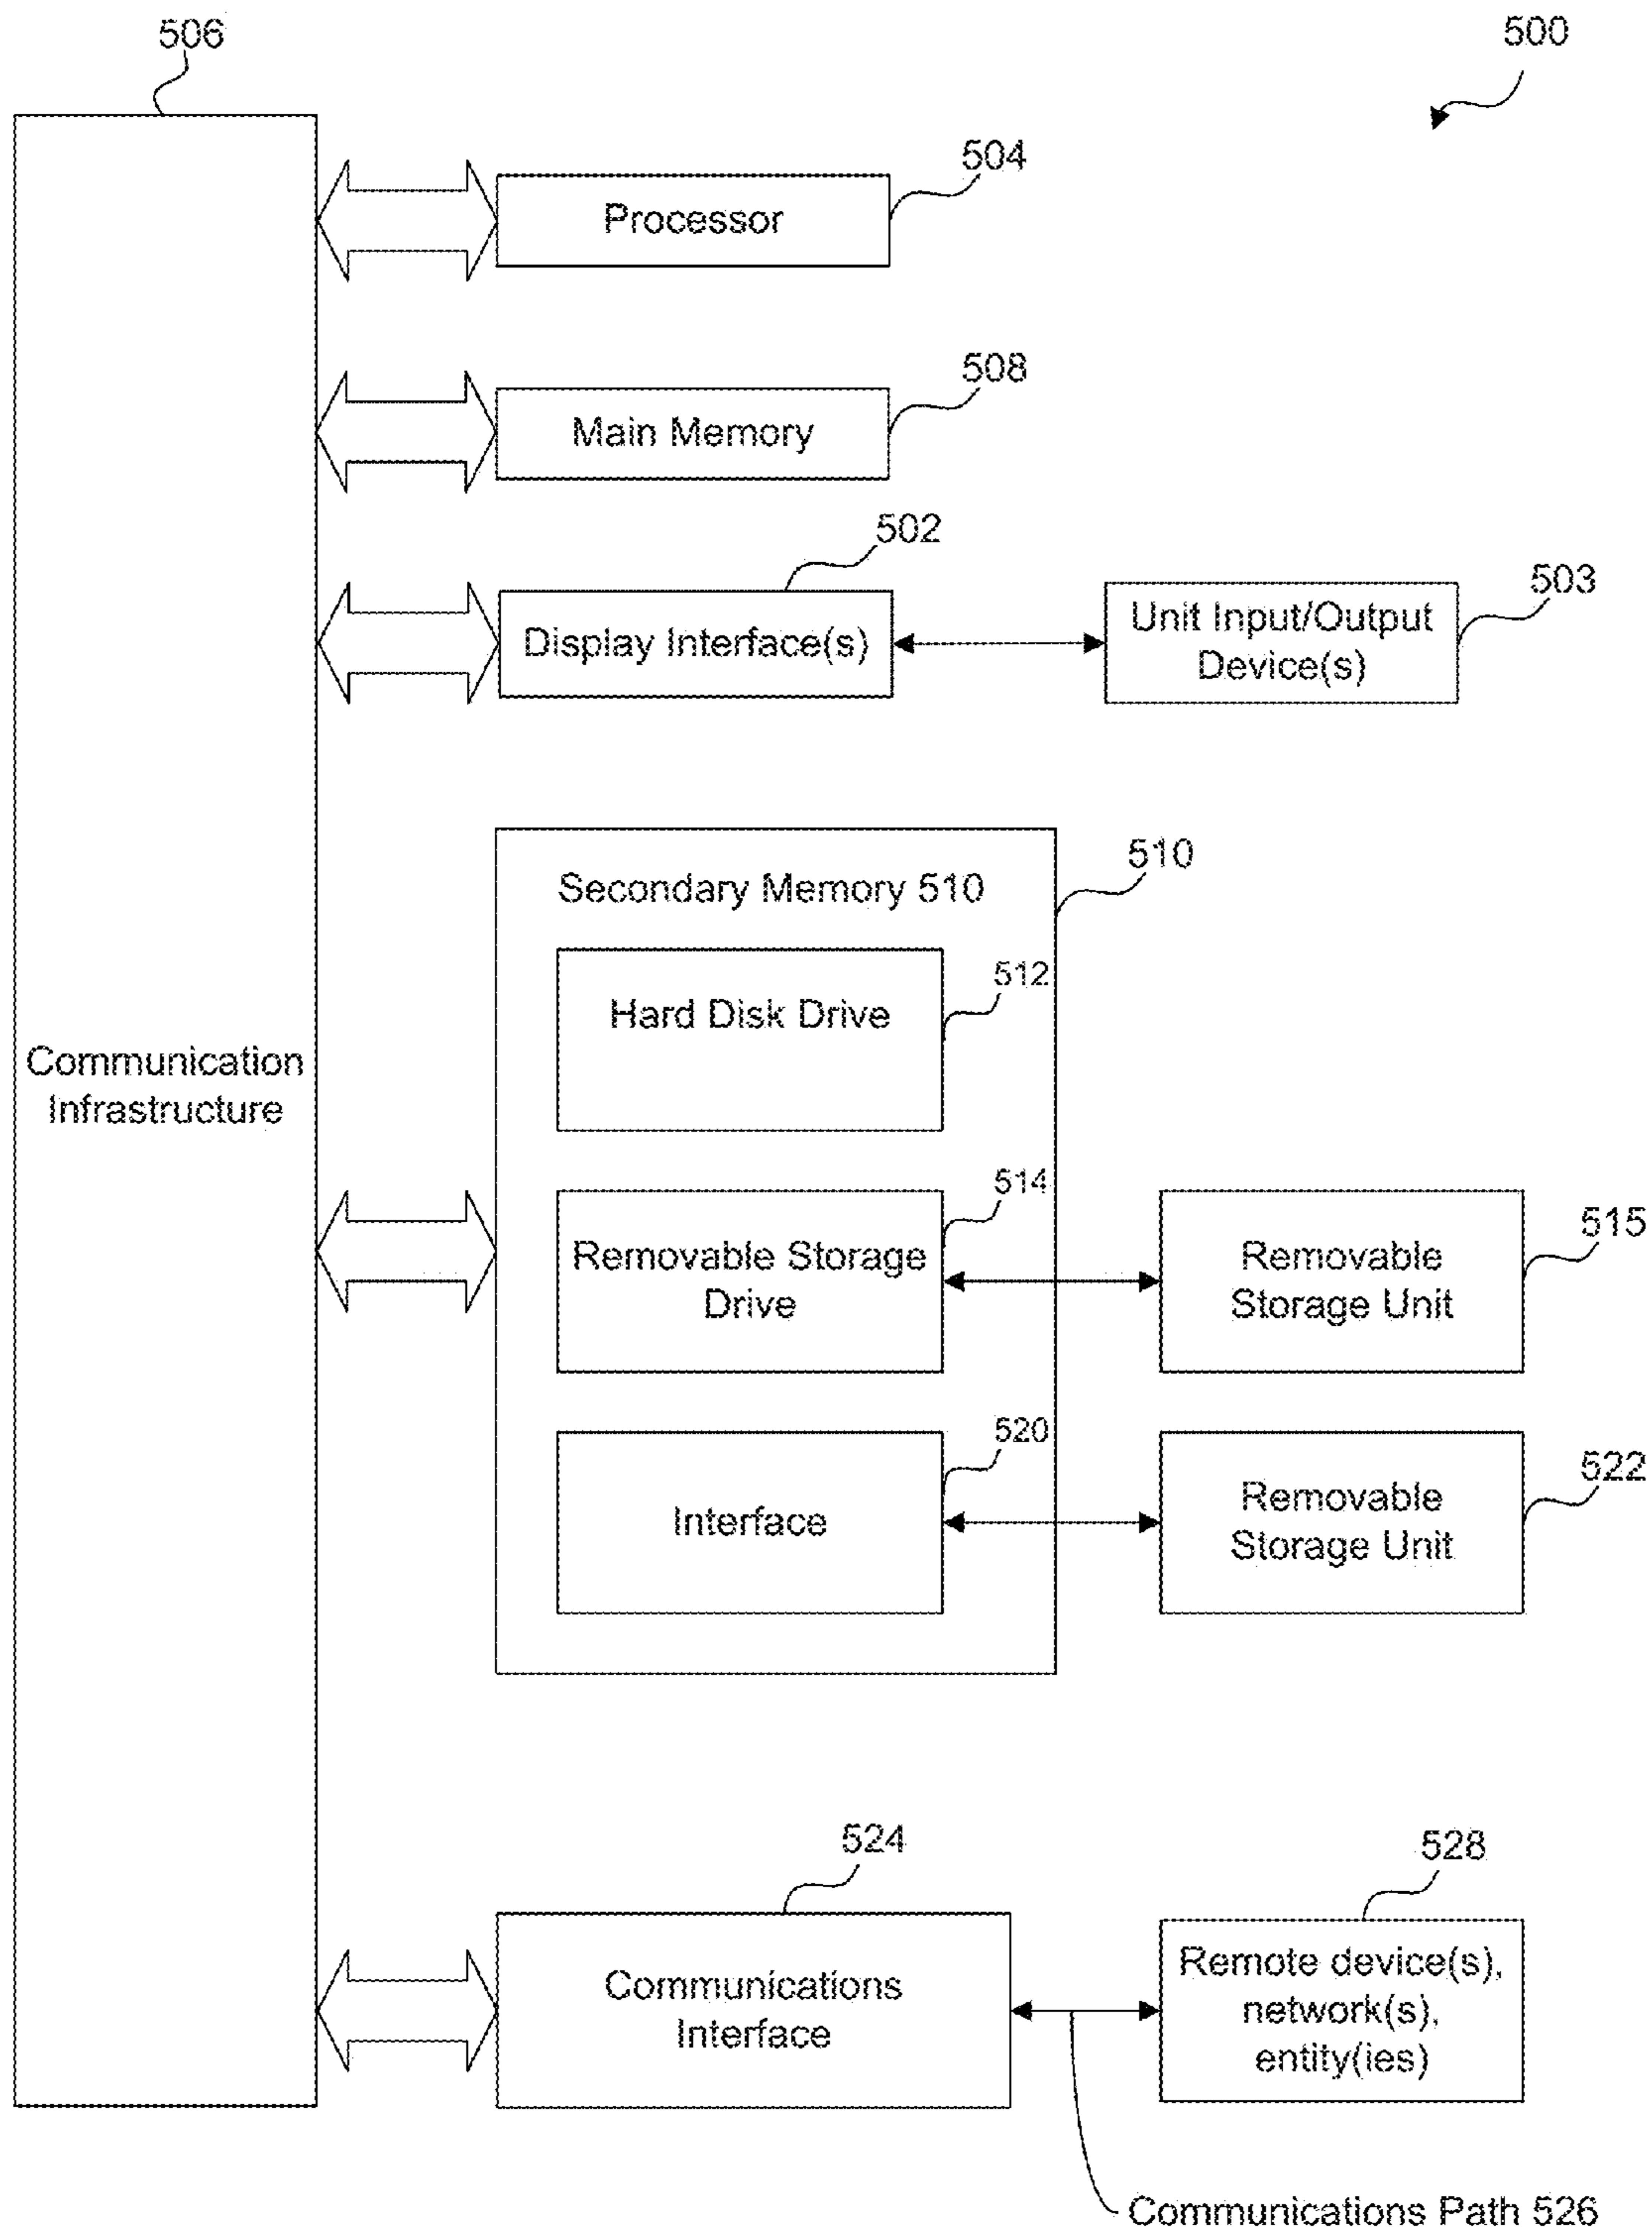 506
500
504
Processor
508
Main Memory
502
503
Display Interface(s)
Unit Input/Output
Device(s)
510
Secondary Memory 510
512
Hard Disk Drive
Communication
Infrastructure
514
515
Removable Storage
Drive
Removable
Storage Unit
520
522
Interface
Removable
Storage Unit
524
528
Communications
Interface
Remote device(s),
network(s),
entity(ies)
Communications Path 526